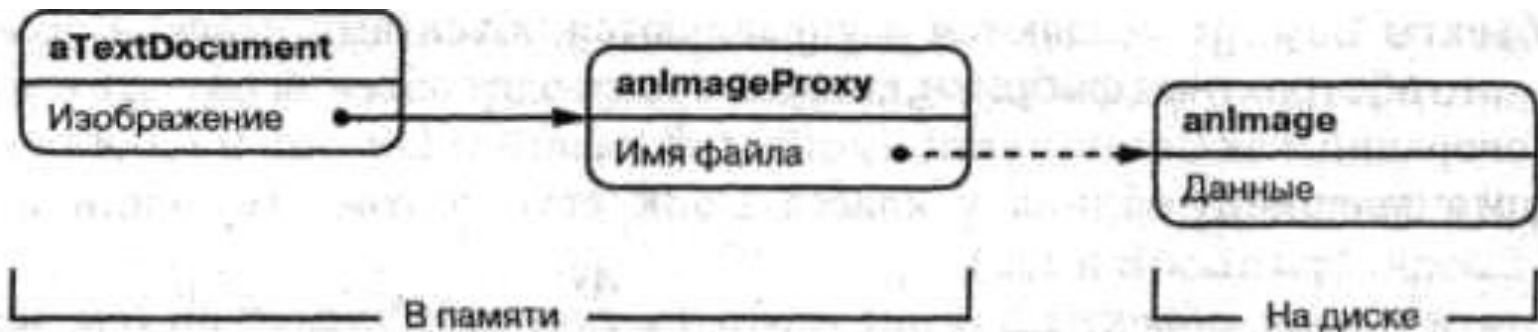 aTextDocument
Изображение
anImageProxy
Имя файла
anImage
Данные
В памяти
На диске